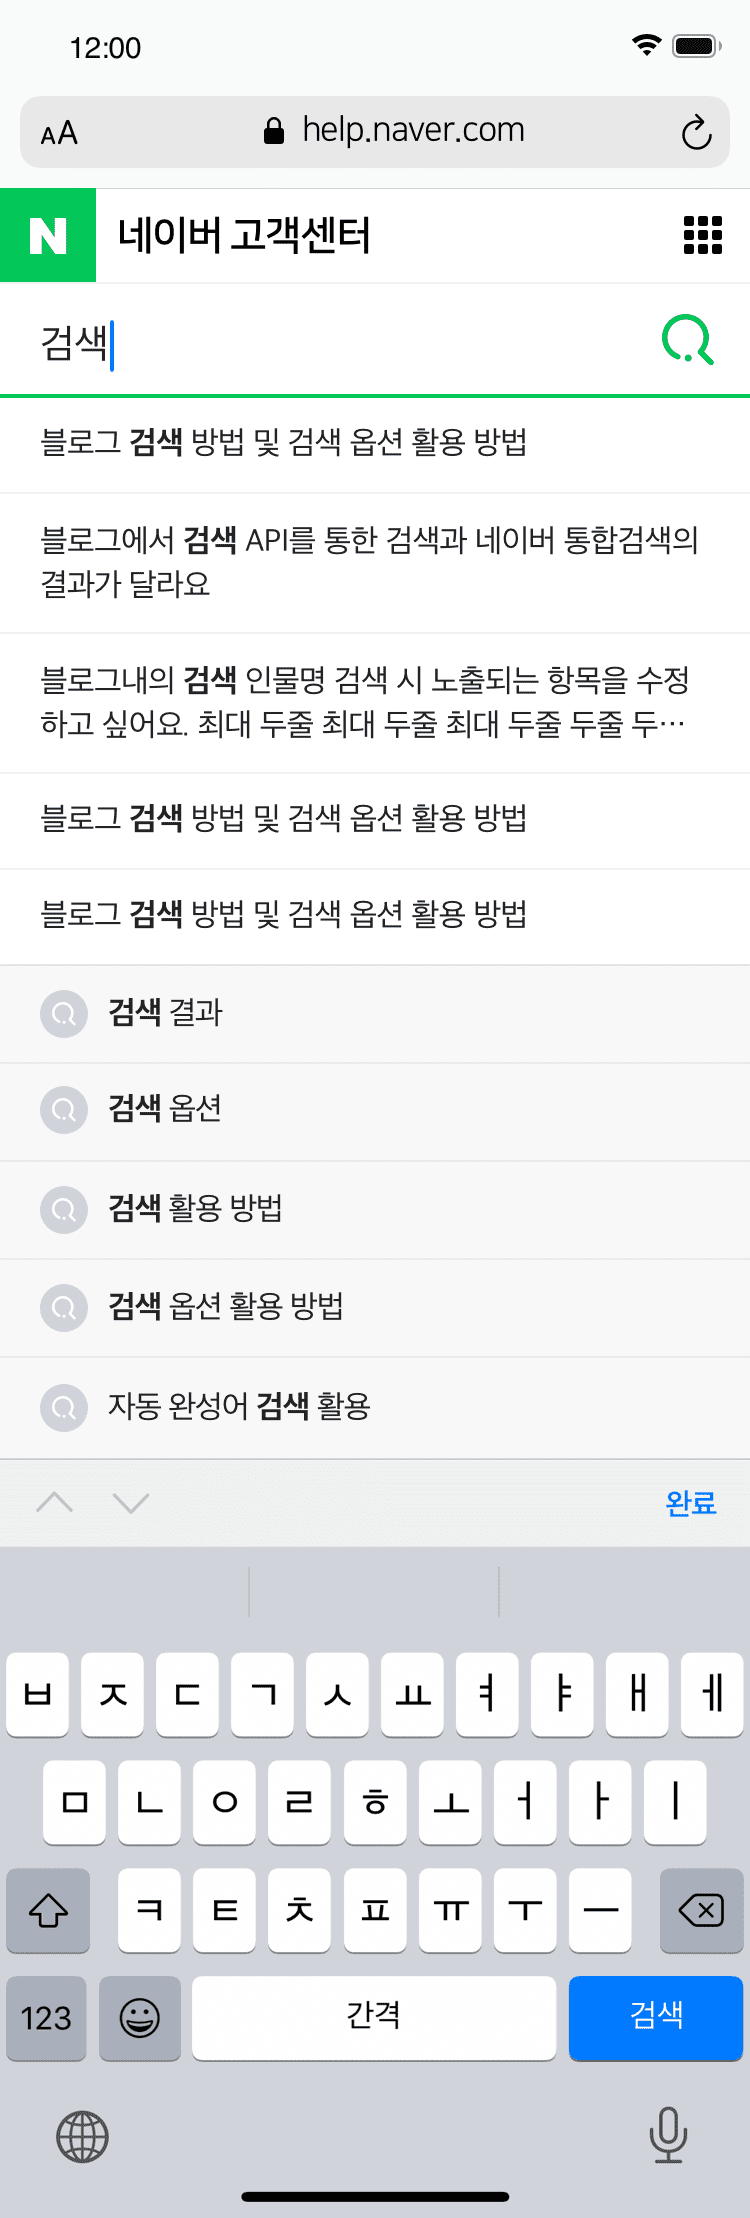 12:00
AA help.naver.com
N 네이버 고객센터
검색
블로그 검색 방법 및 검색 옵션 활용 방법
블로그에서 검색 API를 통한 검색과 네이버 통합검색의
결과가 달라요
블로그내의 검색 인물명 검색 시 노출되는 항목을 수정
하고 싶어요. 최대 두줄 최대 두줄 최대 두줄 두줄 두…
블로그 검색 방법 및 검색 옵션 활용 방법
블로그 검색 방법 및 검색 옵션 활용 방법
검색 결과
검색 옵션
검색 활용 방법
검색 옵션 활용 방법
자동 완성어 검색 활용
완료
ㅂ ㅈ ㄷ ㄱ ㅅ ㅛ ㅕ ㅑ ㅐ ㅔ
ㅁ ㄴ ㅇ ㄹ ㅎ ㅗ ㅓ ㅏ ㅣ
ㅋ ㅌ ㅊ ㅍ ㅠ ㅜ ㅡ
123 간격 검색